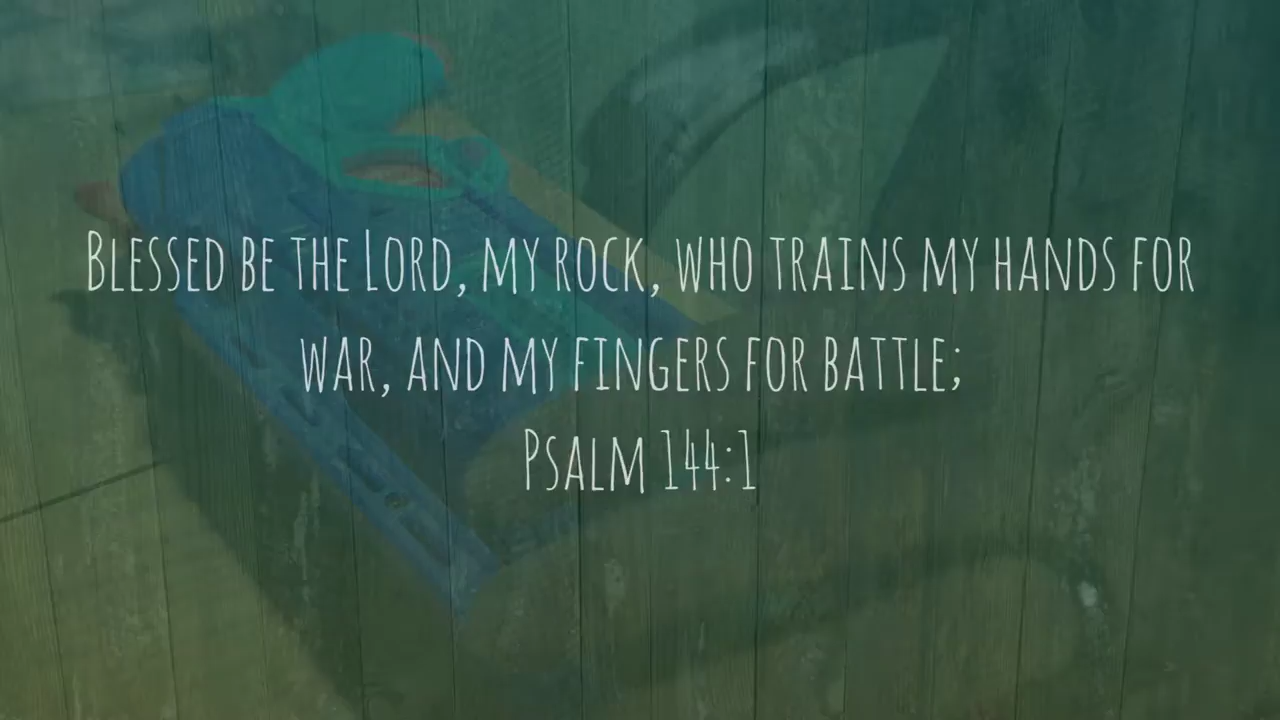 Blessed be the Lord, my rock, who trains my hands for
war, and my fingers for battle;
Psalm 144:1